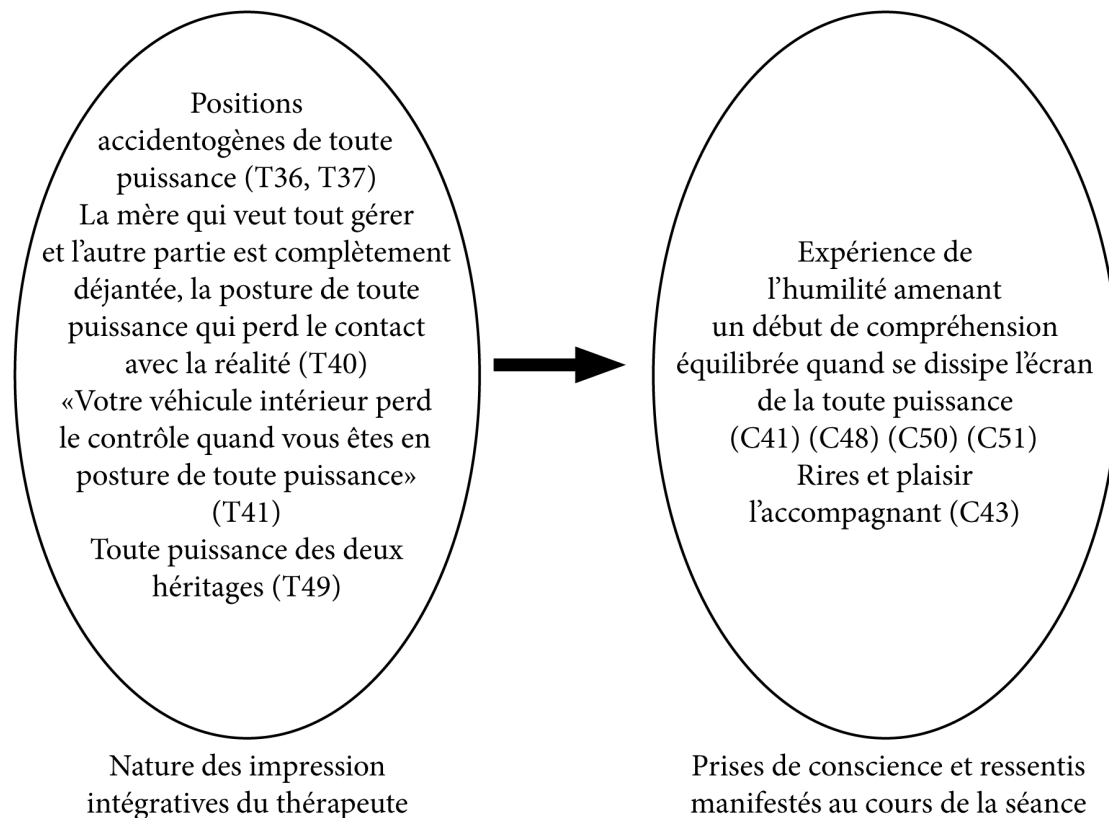 Positions
accidentogènes de toute
puissance (T36, T37)
La mère qui veut tout gérer
et l’autre partie est complètement
déjantée, la posture de toute
puissance qui perd le contact
avec la réalité (T40)
«Votre véhicule intérieur perd
le contrôle quand vous êtes en
posture de toute puissance»
(T41)
Toute puissance des deux
héritages (T49)
Nature des impression
intégratives du thérapeute
Expérience de
l’humilité amenant
un début de compréhension
équilibrée quand se dissipe l’écran
de la toute puissance
(C41) (C48) (C50) (C51)
Rires et plaisir
l’accompagnant (C43)
Prises de conscience et ressentis
manifestés au cours de la séance